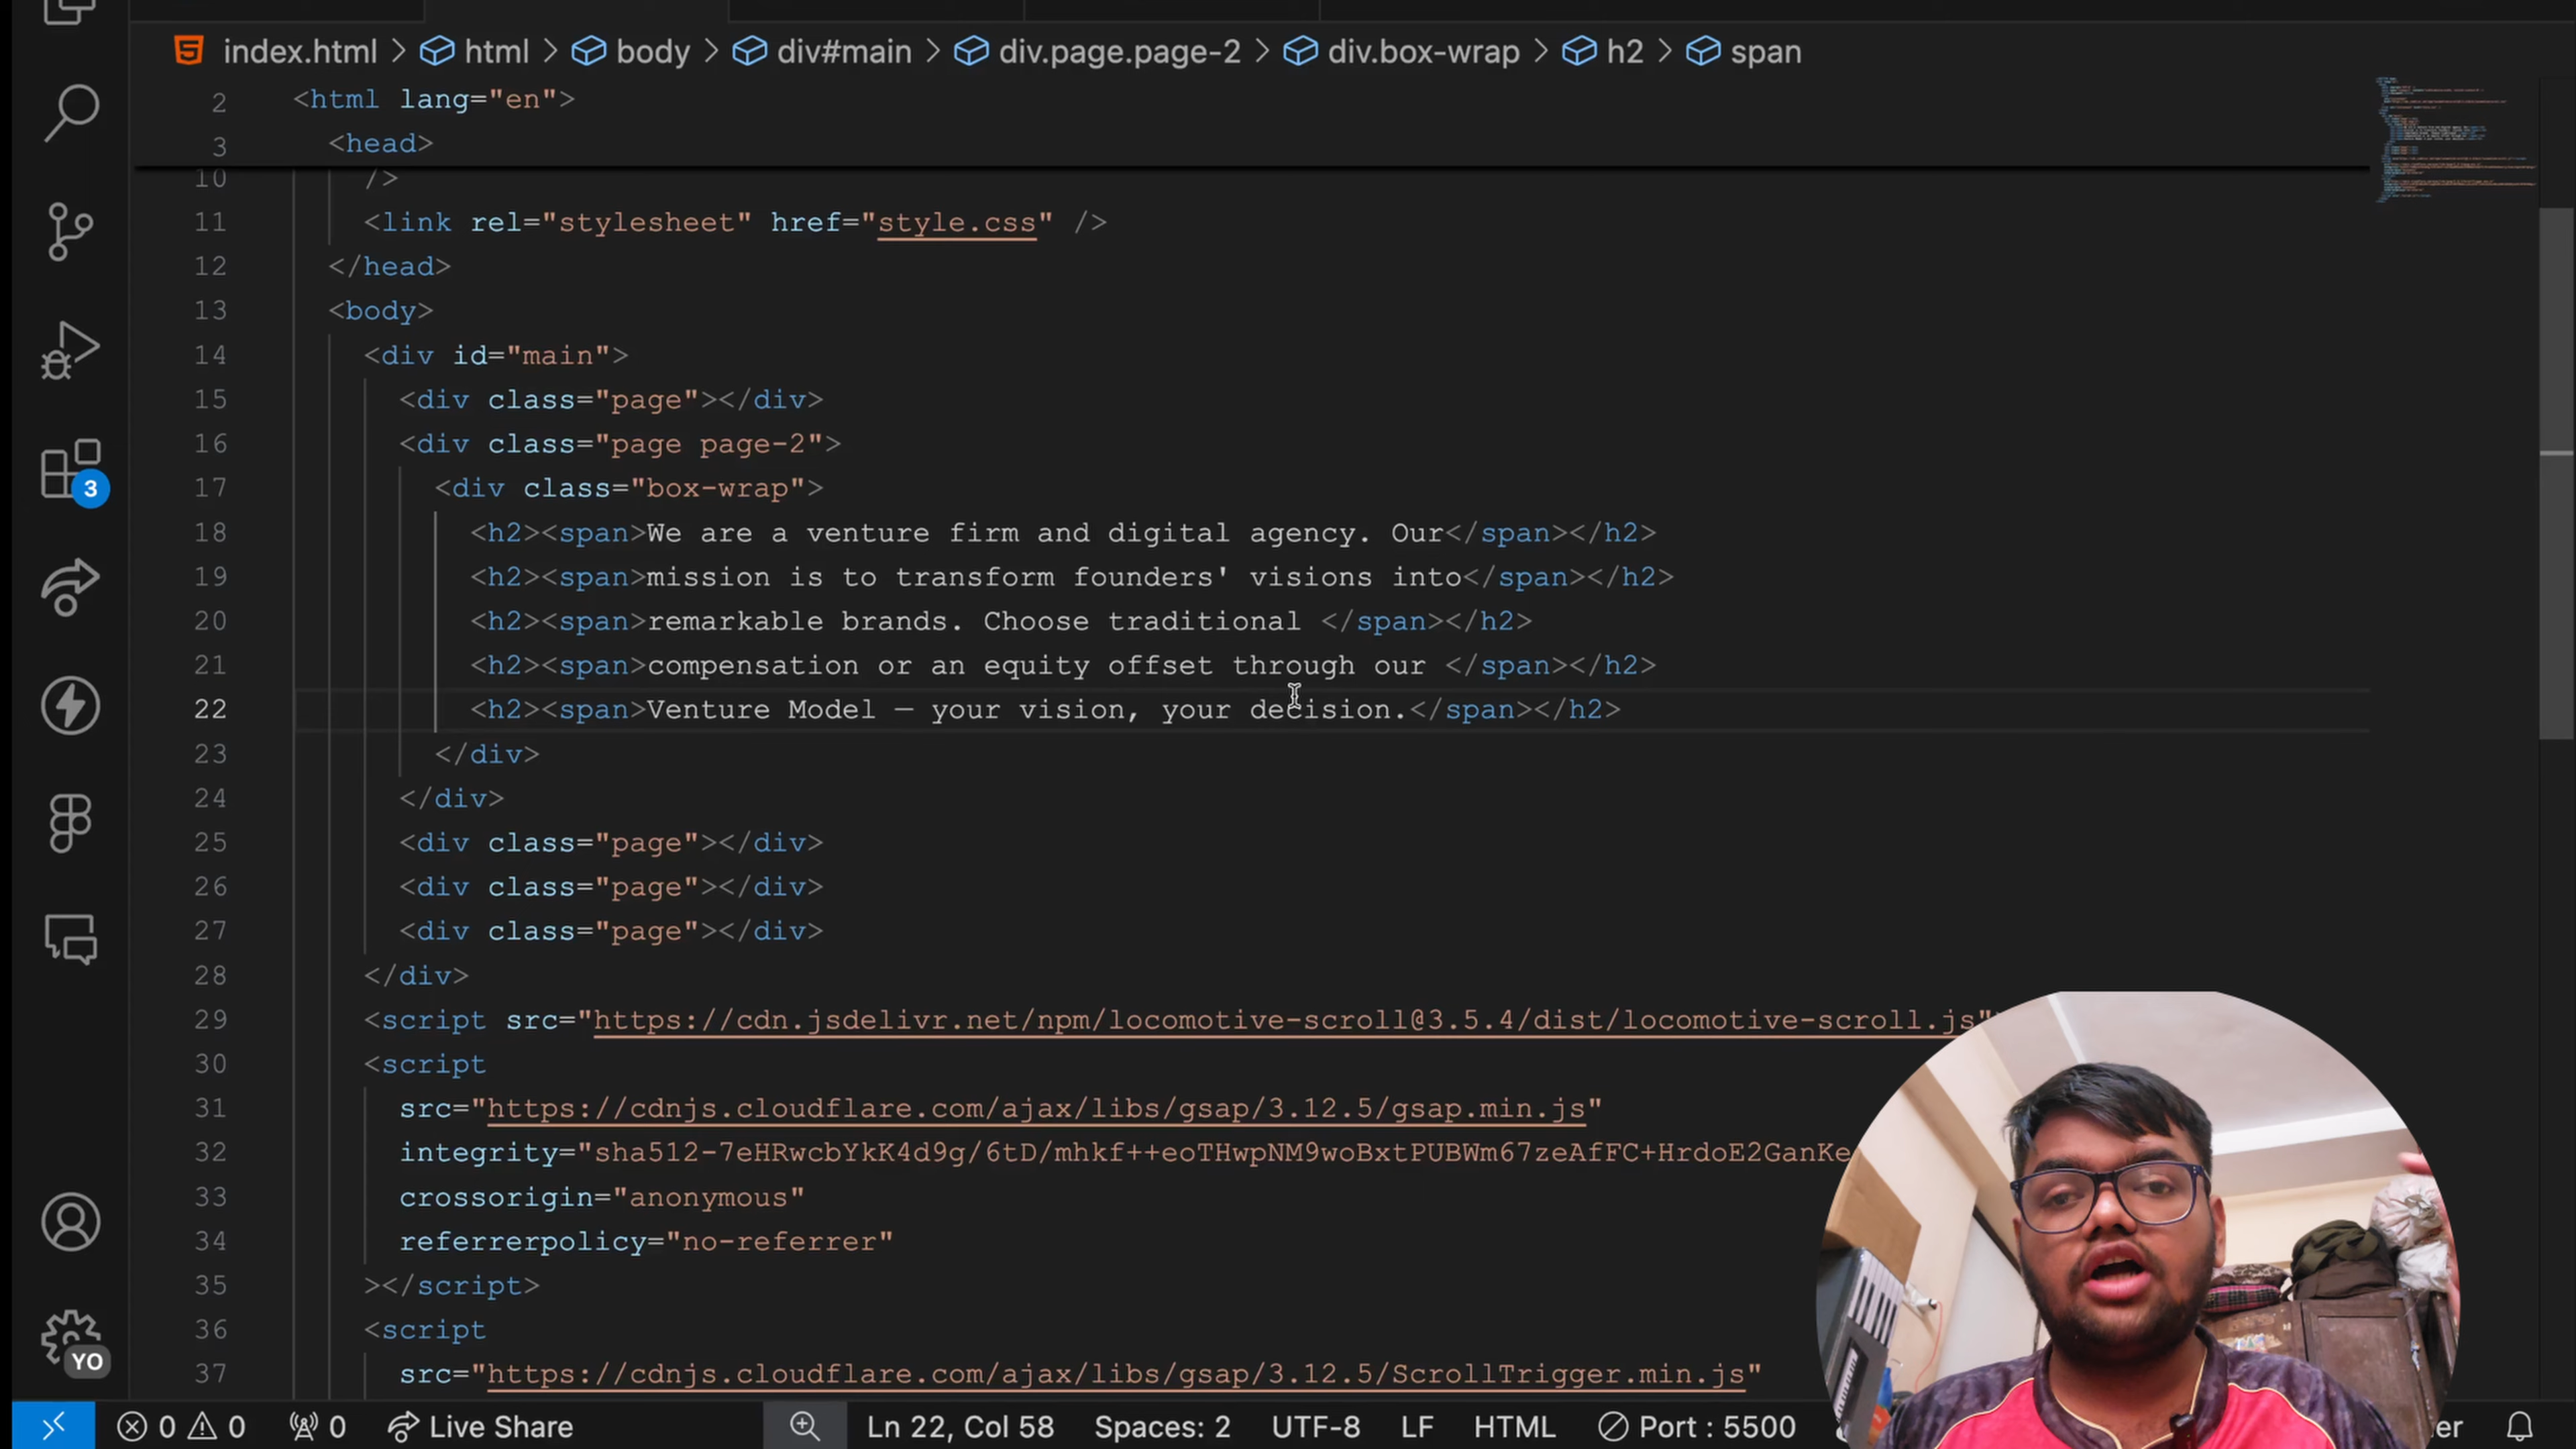 index.html > html > body > div#main > div.page.page-2 > div.box-wrap > h2 > span
2 <html lang="en">
3 <head>
10 />
11 <link rel="stylesheet" href="style.css" />
12 </head>
13 <body>
14 <div id="main">
15 <div class="page"></div>
16 <div class="page page-2">
17 <div class="box-wrap">
18 <h2><span>We are a venture firm and digital agency. Our</span></h2>
19 <h2><span>mission is to transform founders' visions into</span></h2>
20 <h2><span>remarkable brands. Choose traditional </span></h2>
21 <h2><span>compensation or an equity offset through our </span></h2>
22 <h2><span>Venture Model — your vision, your decision.</span></h2>
23 </div>
24 </div>
25 <div class="page"></div>
26 <div class="page"></div>
27 <div class="page"></div>
28 </div>
29 <script src="https://cdn.jsdelivr.net/npm/locomotive-scroll@3.5.4/dist/locomotive-scroll.js"
30 <script
31 src="https://cdnjs.cloudflare.com/ajax/libs/gsap/3.12.5/gsap.min.js"
32 integrity="sha512-7eHRwcbYkK4d9g/6tD/mhkf++eoTHwpNM9woBxtPUBWm67zeAfFC+HrdoE2GanKe
33 crossorigin="anonymous"
34 referrerpolicy="no-referrer"
35 ></script>
36 <script
37 src="https://cdnjs.cloudflare.com/ajax/libs/gsap/3.12.5/ScrollTrigger.min.js"
3
YO
0 0 0 Live Share Ln 22, Col 58 Spaces: 2 UTF-8 LF HTML Port : 5500 er